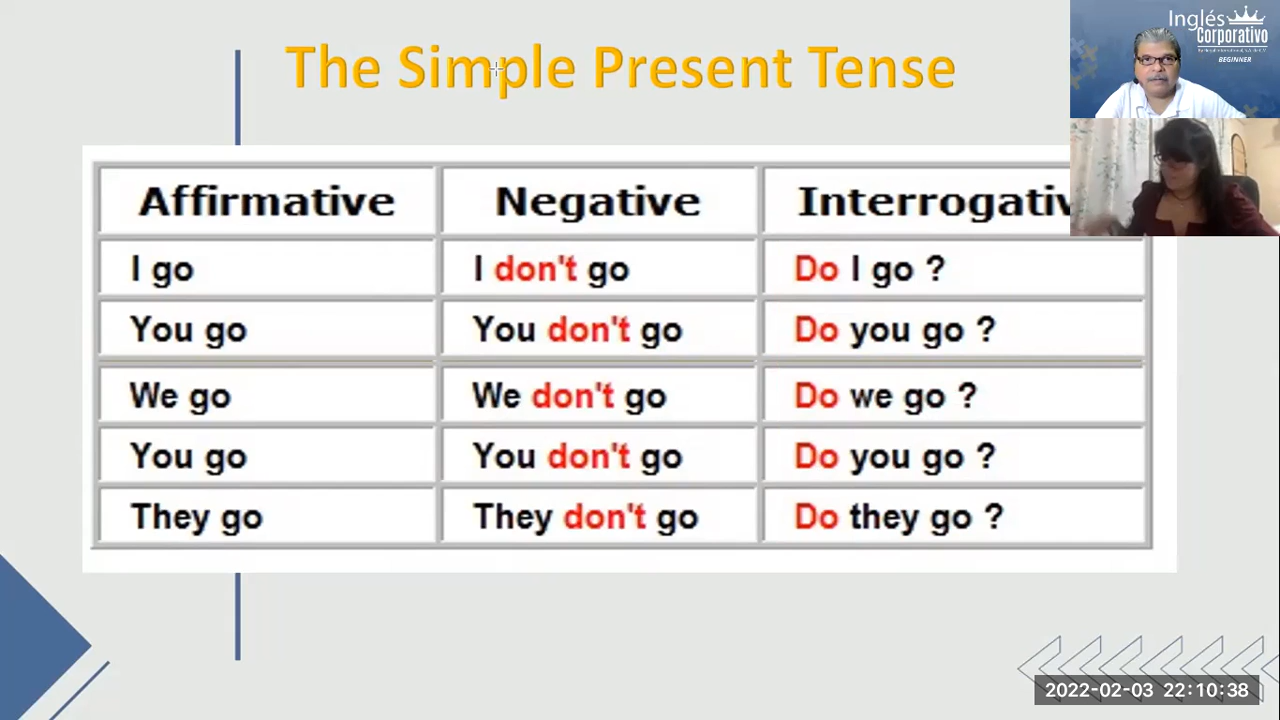 The Simple Present Tense
Inglés
Corporativo
BEGINNER
Affirmative Negative Interrogativ
I go I don't go Do I go ?
You go You don't go Do you go ?
We go We don't go Do we go ?
You go You don't go Do you go ?
They go They don't go Do they go ?
2022-02-03 22:10:38